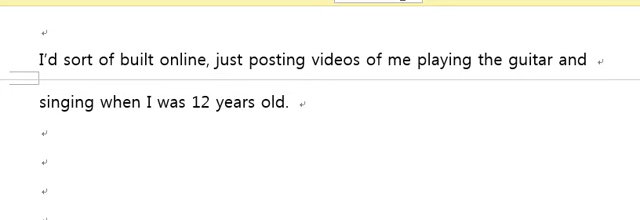 I'd sort of built online, just posting videos of me playing the guitar and
singing when I was 12 years old.